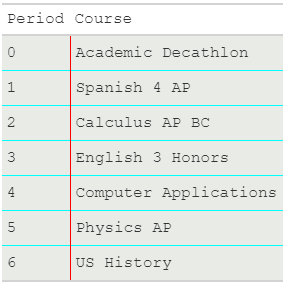 Period Course
0 Academic Decathlon
1 Spanish 4 AP
2 Calculus AP BC
3 English 3 Honors
4 Computer Applications
5 Physics AP
6 US History